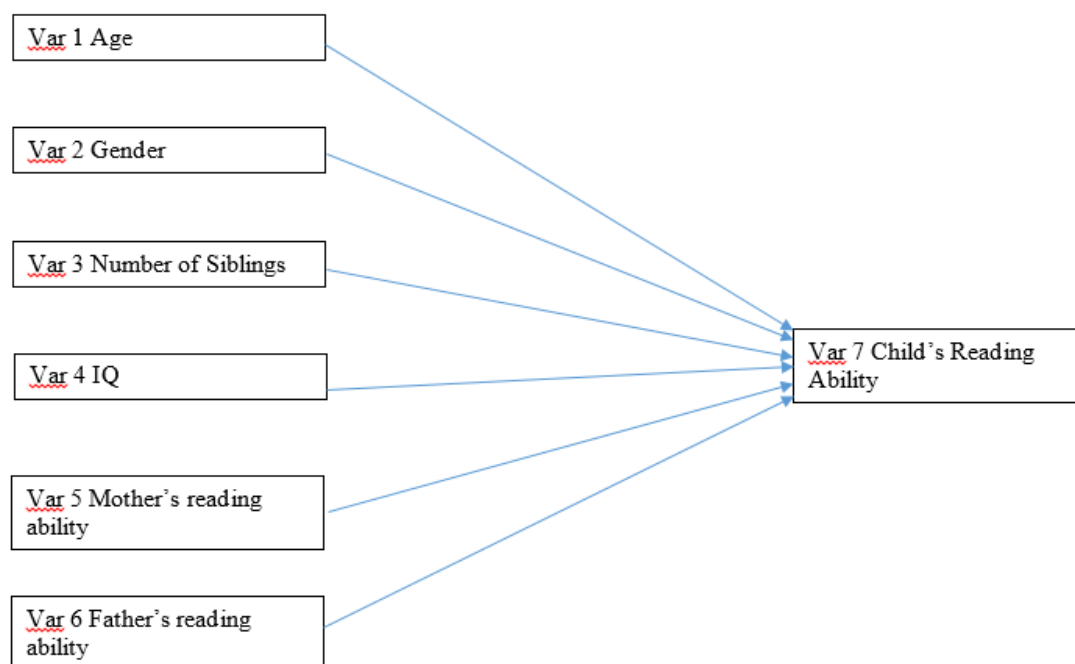 Var 1 Age
Var 2 Gender
Var 3 Number of Siblings
Var 4 IQ
Var 5 Mother’s reading
ability
Var 6 Father’s reading
ability
Var 7 Child’s Reading
Ability